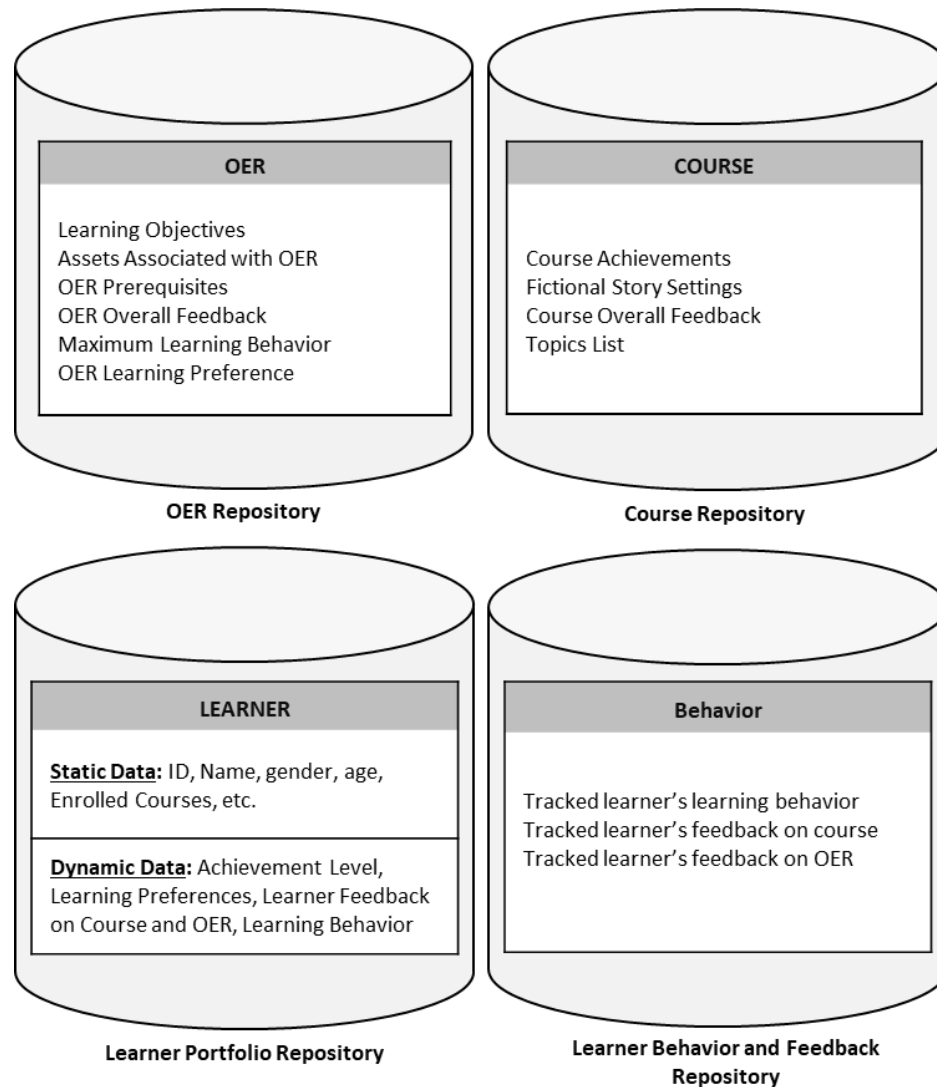 OER
Learning Objectives
Assets Associated with OER
OER Prerequisites
OER Overall Feedback
Maximum Learning Behavior
OER Learning Preference
OER Repository
COURSE
Course Achievements
Fictional Story Settings
Course Overall Feedback
Topics List
Course Repository
LEARNER
Static Data: ID, Name, gender, age,
Enrolled Courses, etc.
Dynamic Data: Achievement Level,
Learning Preferences, Learner Feedback
on Course and OER, Learning Behavior
Learner Portfolio Repository
Behavior
Tracked learner’s learning behavior
Tracked learner’s feedback on course
Tracked learner’s feedback on OER
Learner Behavior and Feedback
Repository